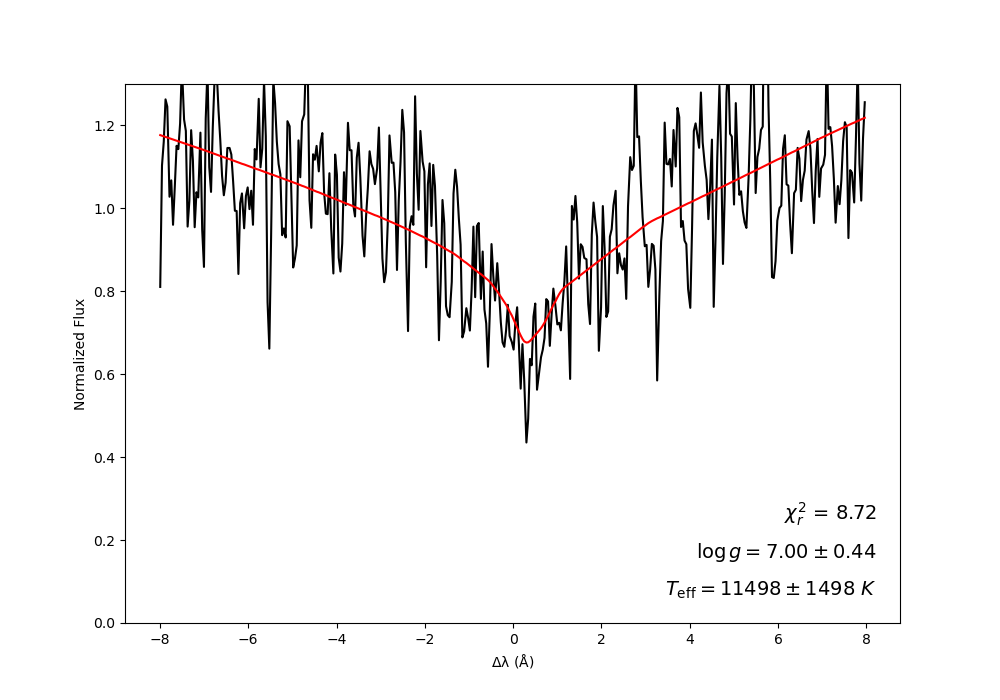 1.2
1.0
0.8
0.6
0.4
0.2
0.0
Normalized Flux
χ²ᵣ = 8.72
log g = 7.00 ± 0.44
T_eff = 11498 ± 1498 K
−8 −6 −4 −2 0 2 4 6 8
Δλ (Å)